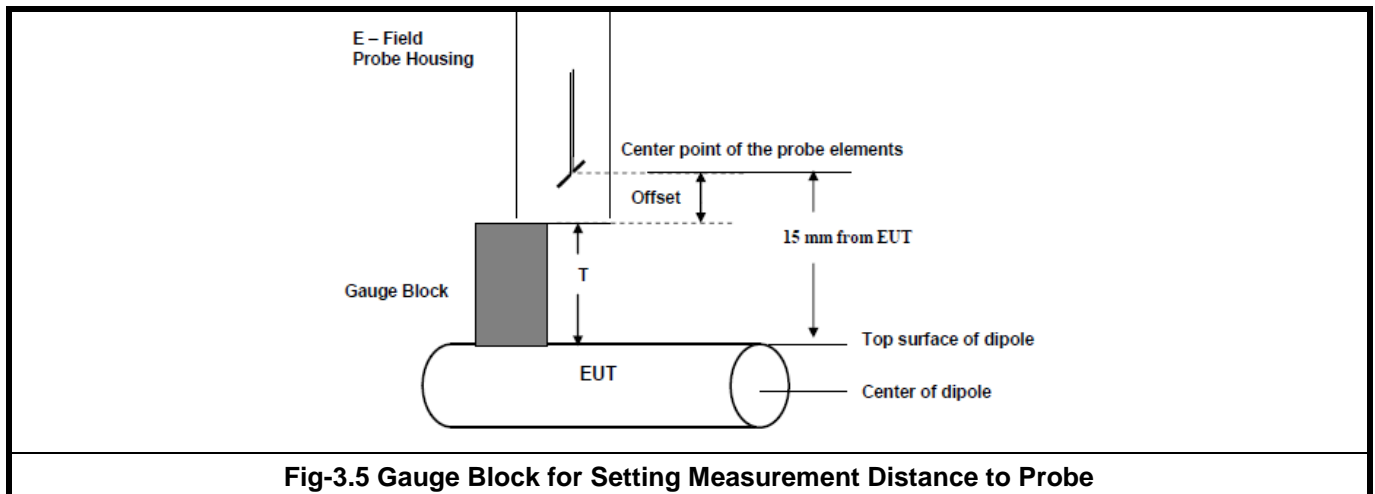 E – Field
Probe Housing
Center point of the probe elements
Offset
15 mm from EUT
T
Gauge Block
Top surface of dipole
EUT
Center of dipole
Fig-3.5 Gauge Block for Setting Measurement Distance to Probe